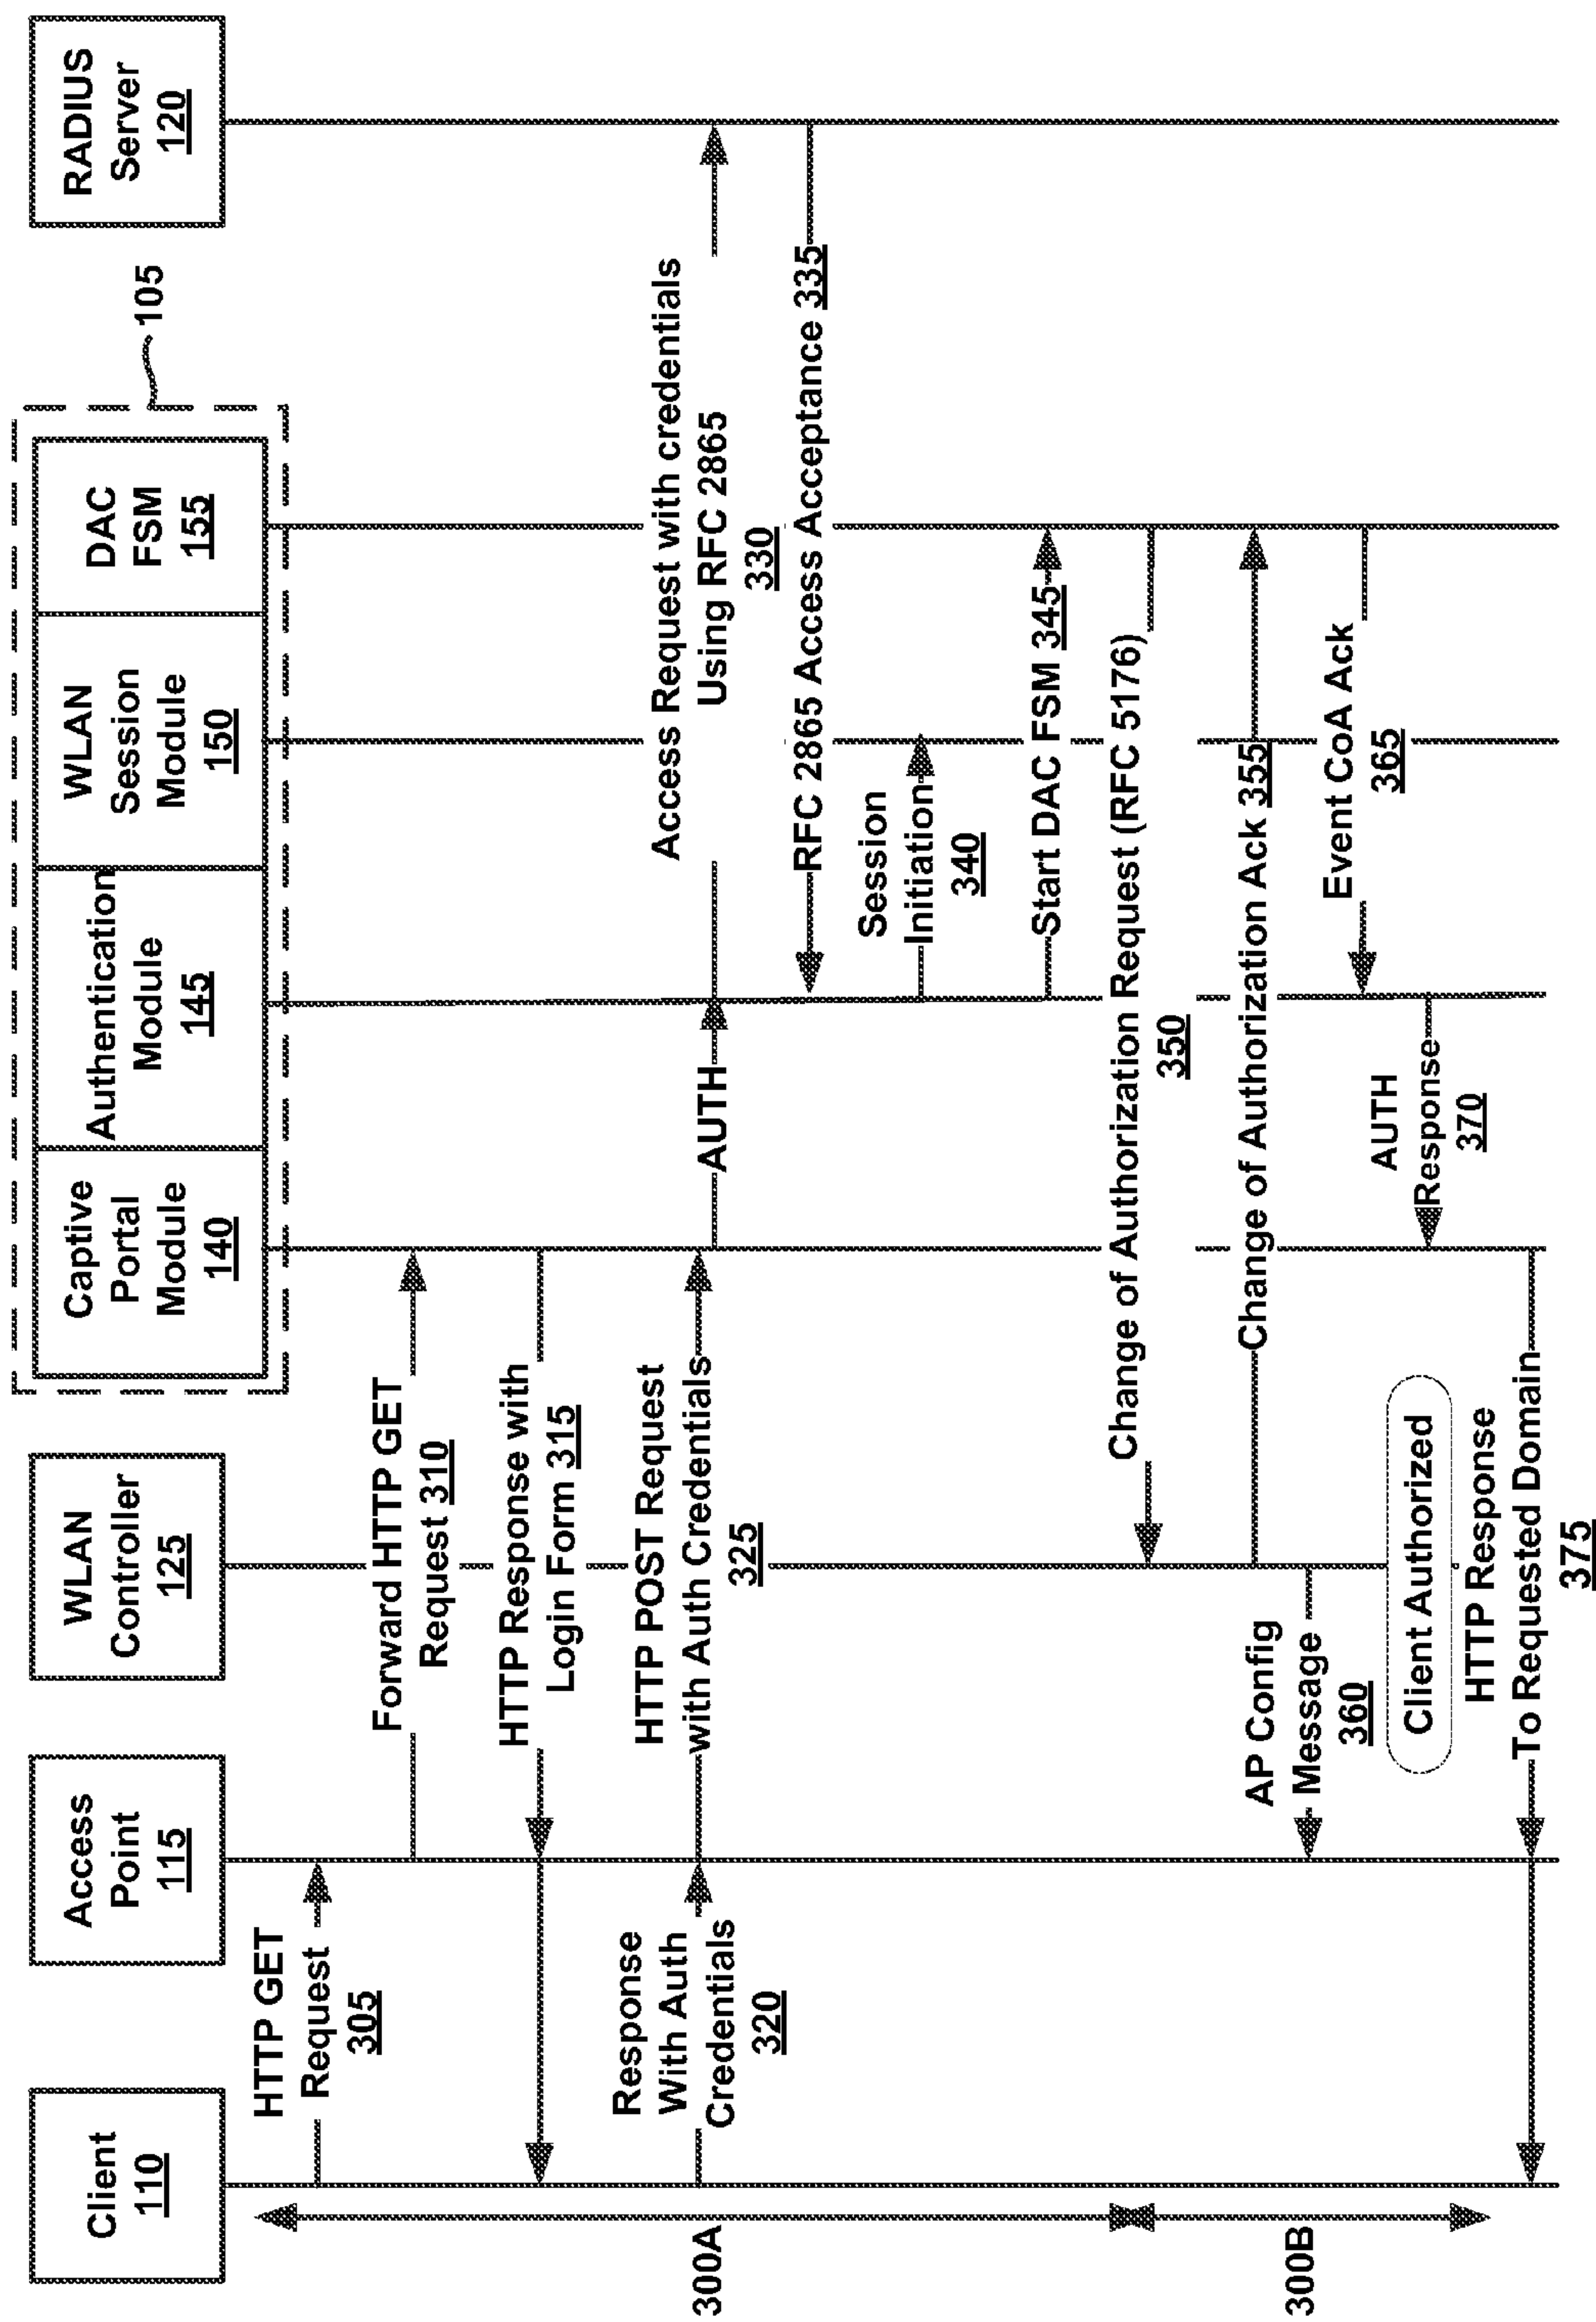 Client
110
Access
Point
115
WLAN
Controller
125
Captive
Portal
Module
140
Authentication
Module
145
WLAN
Session
Module
150
DAC
FSM
155
105
RADIUS
Server
120
HTTP GET
Request
305
Forward HTTP GET
Request 310
HTTP Response with
Login Form 315
Response
With Auth
Credentials
320
HTTP POST Request
with Auth Credentials
325
AUTH
Access Request with credentials
Using RFC 2865
330
RFC 2865 Access Acceptance 335
Session
Initiation
340
Start DAC FSM 345
Change of Authorization Request (RFC 5176)
350
Change of Authorization Ack 355
AP Config
Message
360
Event CoA Ack
365
AUTH
Response
370
Client Authorized
HTTP Response
To Requested Domain
375
300A
300B